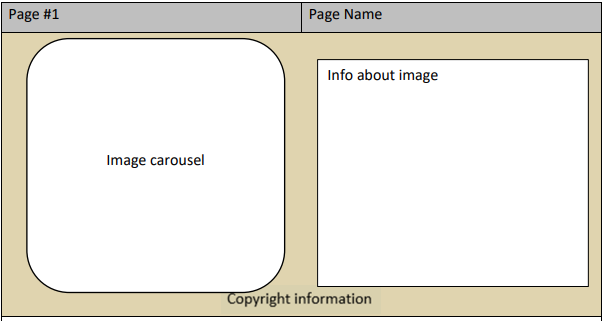 Page #1
Page Name
Info about image
Image carousel
Copyright information